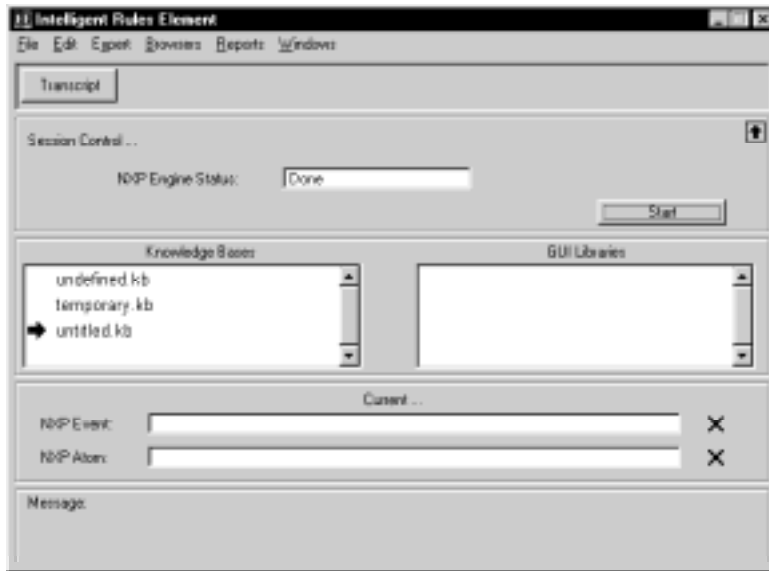 Intelligent Rules Element
File Edit Expert Browsers Reports Windows
Transcript
Session Control ...
NXP Engine Status: Done
Start
Knowledge Bases GUI Libraries
undefined.kb
temporary.kb
untitled.kb
Current ...
NXP Event:
NXP Atom:
Message: